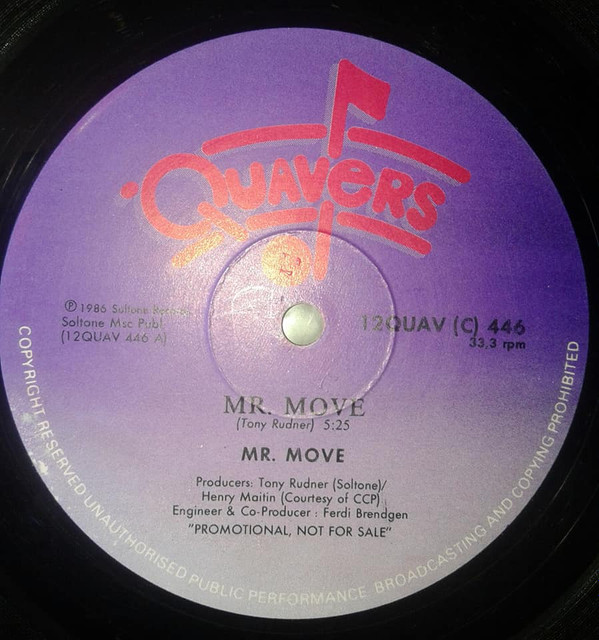 QUAVERS
℗ 1986 Soltone Records
Soltone Msc Publ.
(12QUAV 446 A)
12QUAV (C) 446
33,3 rpm
MR. MOVE
(Tony Rudner) 5:25
MR. MOVE
Producers: Tony Rudner (Soltone)/
Henry Maitin (Courtesy of CCP)
Engineer & Co-Producer : Ferdi Brendgen
"PROMOTIONAL, NOT FOR SALE"
COPYRIGHT RESERVED UNAUTHORISED PUBLIC PERFORMANCE BROADCASTING AND COPYING PROHIBITED